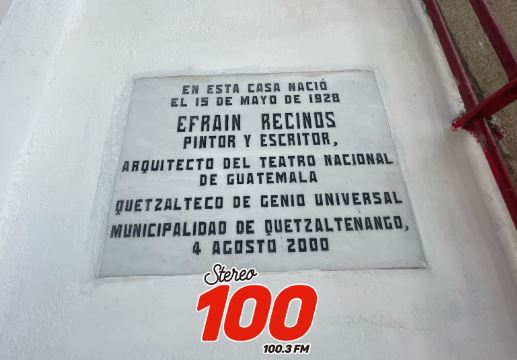 EN ESTA CASA NACIÓ
EL 15 DE MAYO DE 1928
EFRAIN RECINOS
PINTOR Y ESCRITOR,
ARQUITECTO DEL TEATRO NACIONAL
DE GUATEMALA
QUETZALTECO DE GENIO UNIVERSAL
MUNICIPALIDAD DE QUETZALTENANGO,
4 AGOSTO 2000
Stereo
100
100.3 FM